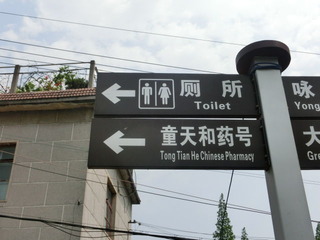 厕所
Toilet
童天和药号
Tong Tian He Chinese Pharmacy
咏
Yong
大
Gre